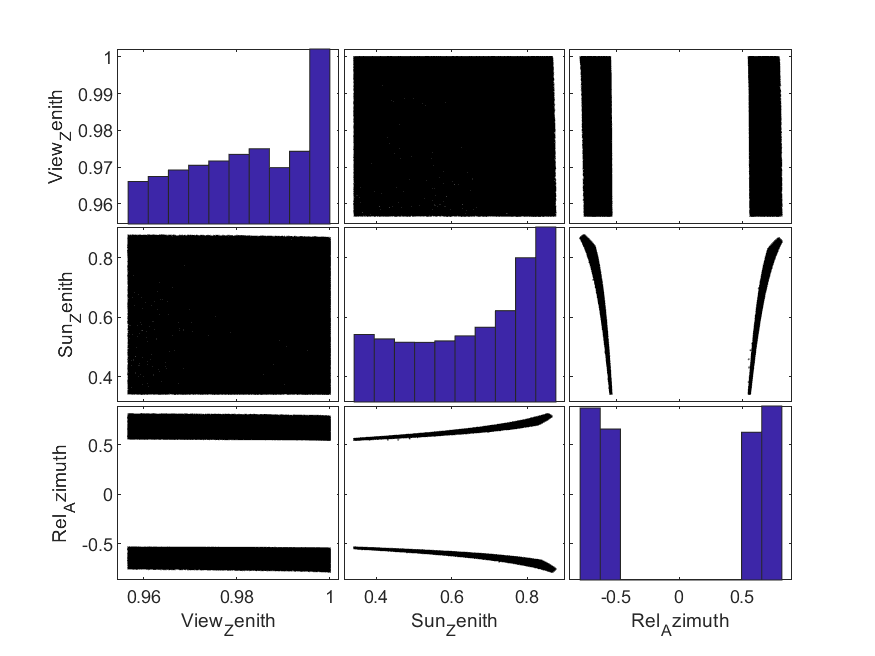 1
0.99
0.98
0.97
0.96
View_Zenith
0.8
0.6
0.4
Sun_Zenith
0.5
0
-0.5
Rel_Azimuth
0.96 0.98 1
0.4 0.6 0.8
-0.5 0 0.5
View_Zenith
Sun_Zenith
Rel_Azimuth